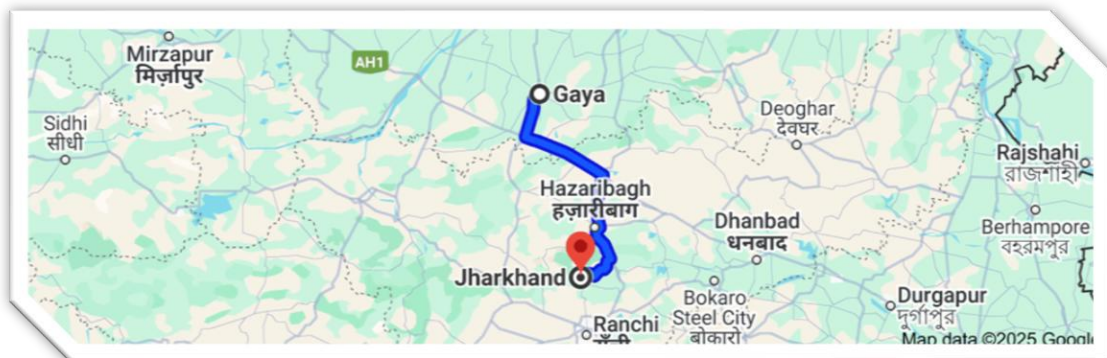 Mirzapur
मिर्ज़ापुर
AH1
Gaya
Sidhi
सीधी
Deoghar
देवघर
Rajshahi
রাজশাহী
Hazaribagh
हज़ारीबाग
Dhanbad
धनबाद
Berhampore
বহরমপুর
Jharkhand
Bokaro
Steel City
बोकारो
Durgapur
দুর্গাপুর
Ranchi
Map data ©2025 Google